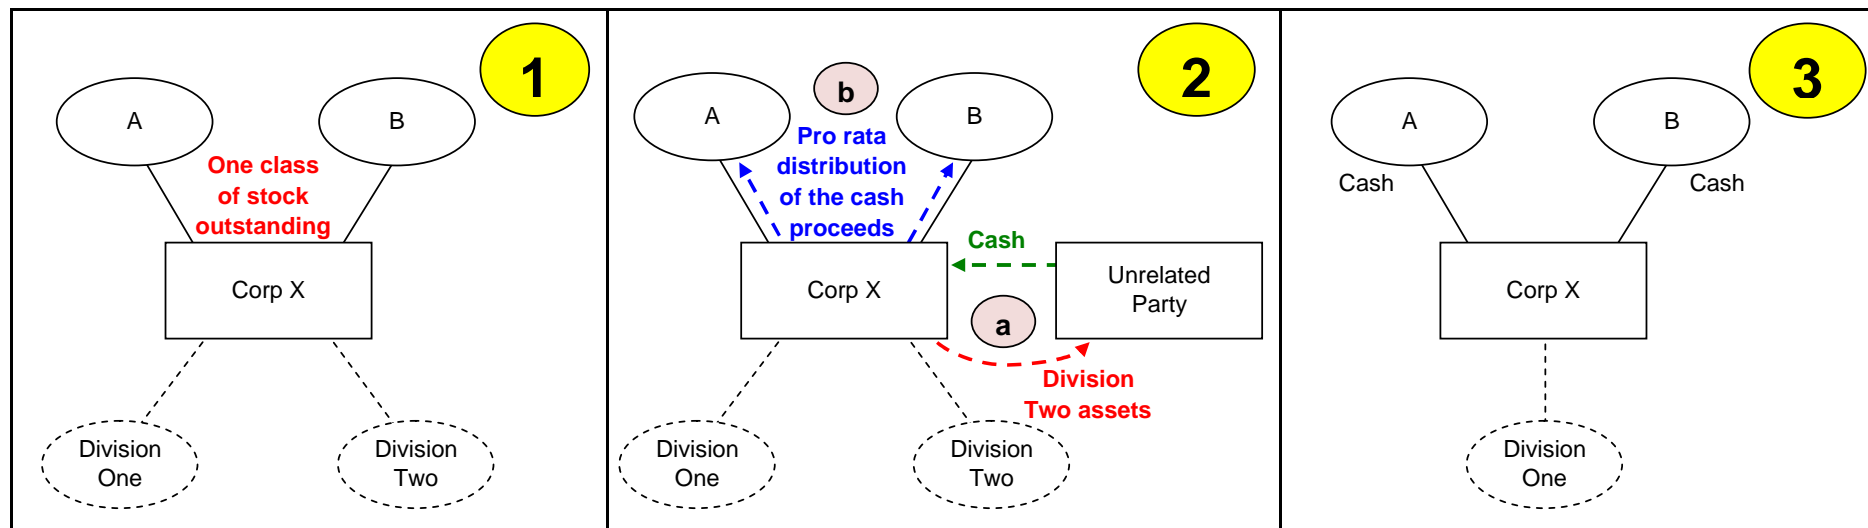 1
A
B
One class
of stock
outstanding
Corp X
Division
One
Division
Two
2
b
A
B
Pro rata
distribution
of the cash
proceeds
Cash
Corp X
Unrelated
Party
a
Division
Two assets
Division
One
Division
Two
3
A
B
Cash
Cash
Corp X
Division
One